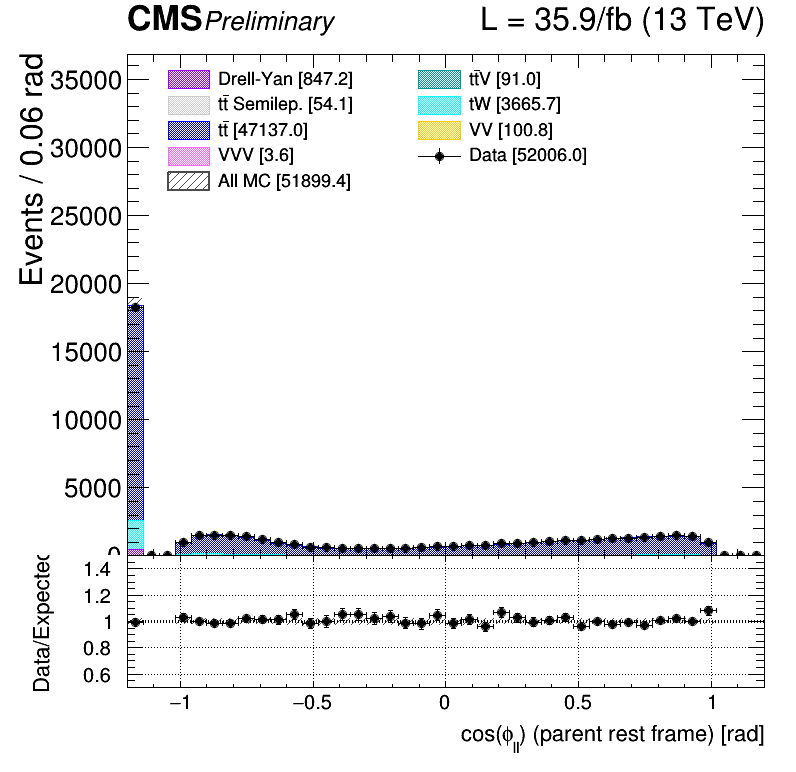 CMS Preliminary L = 35.9/fb (13 TeV)
Events / 0.06 rad
35000
30000
25000
20000
15000
10000
5000
0
Drell-Yan [847.2]
tt̄ Semilep. [54.1]
tt̄ [47137.0]
VVV [3.6]
All MC [51899.4]
tt̄V [91.0]
tW [3665.7]
VV [100.8]
Data [52006.0]
Data/Expected
1.4
1.2
1
0.8
0.6
−1 −0.5 0 0.5 1
cos(ϕll) (parent rest frame) [rad]